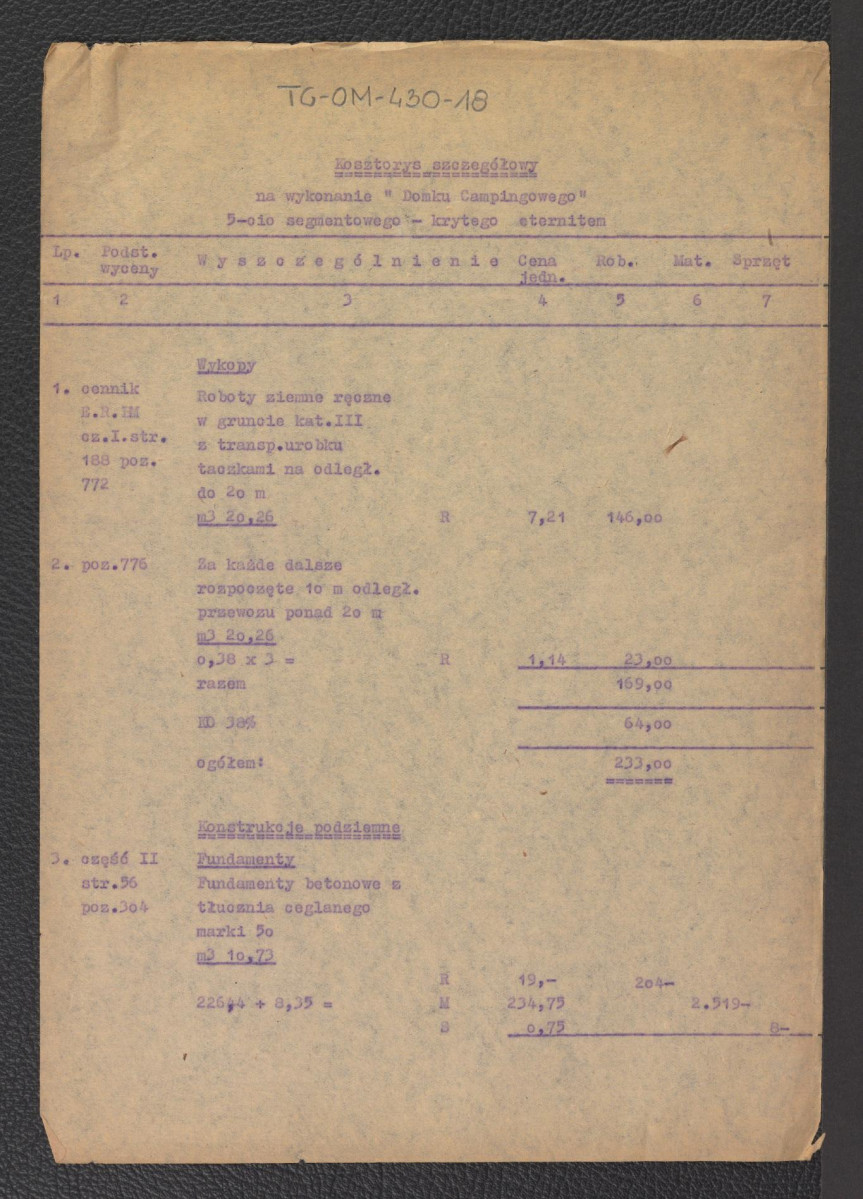 TG-OM-430-18
Kosztorys szczegółowy
na wykonanie " Domku Campingowego"
5-cio segmentowego - krytego eternitem
Lp. Podst. wyceny W y s z c z e g ó l n i e n i e Cena jedn. Rob. Mat. Sprzęt
1 2 3 4 5 6 7
Wykopy
1. cennik Roboty ziemne ręczne
E.R.HM w gruncie kat.III
cz.I.str. z transp.urobku
188 poz. taczkami na odległ.
772 do 2o m
m3 2o,26 R 7,21 146,oo
2. poz.776 Za każde dalsze
rozpoczęte 1o m odległ.
przewozu ponad 2o m
m3 2o,26
o,38 x 3 = R 1,14 23,oo
razem 169,oo
KO 38% 64,oo
ogółem: 233,oo
Konstrukcje podziemne
3. część II Fundamenty
str.56 Fundamenty betonowe z
poz.3o4 tłucznia ceglanego
marki 5o
m3 1o,73
R 19,- 2o4-
226,4 + 8,35 = M 234,75 2.519-
S o,75 8-